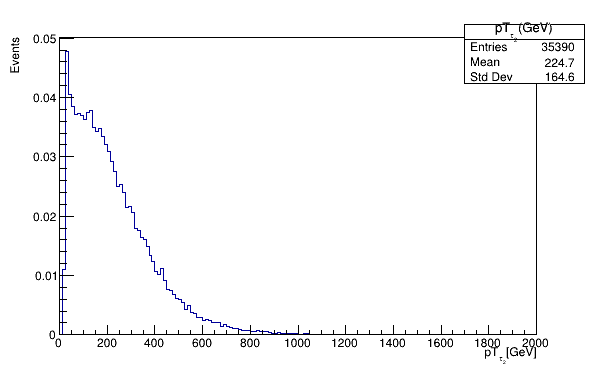 pT_τ₂(GeV)
Entries 35390
Mean 224.7
Std Dev 164.6
Events
0.05
0.04
0.03
0.02
0.01
0
0 200 400 600 800 1000 1200 1400 1600 1800 2000
pT_τ₂[GeV]